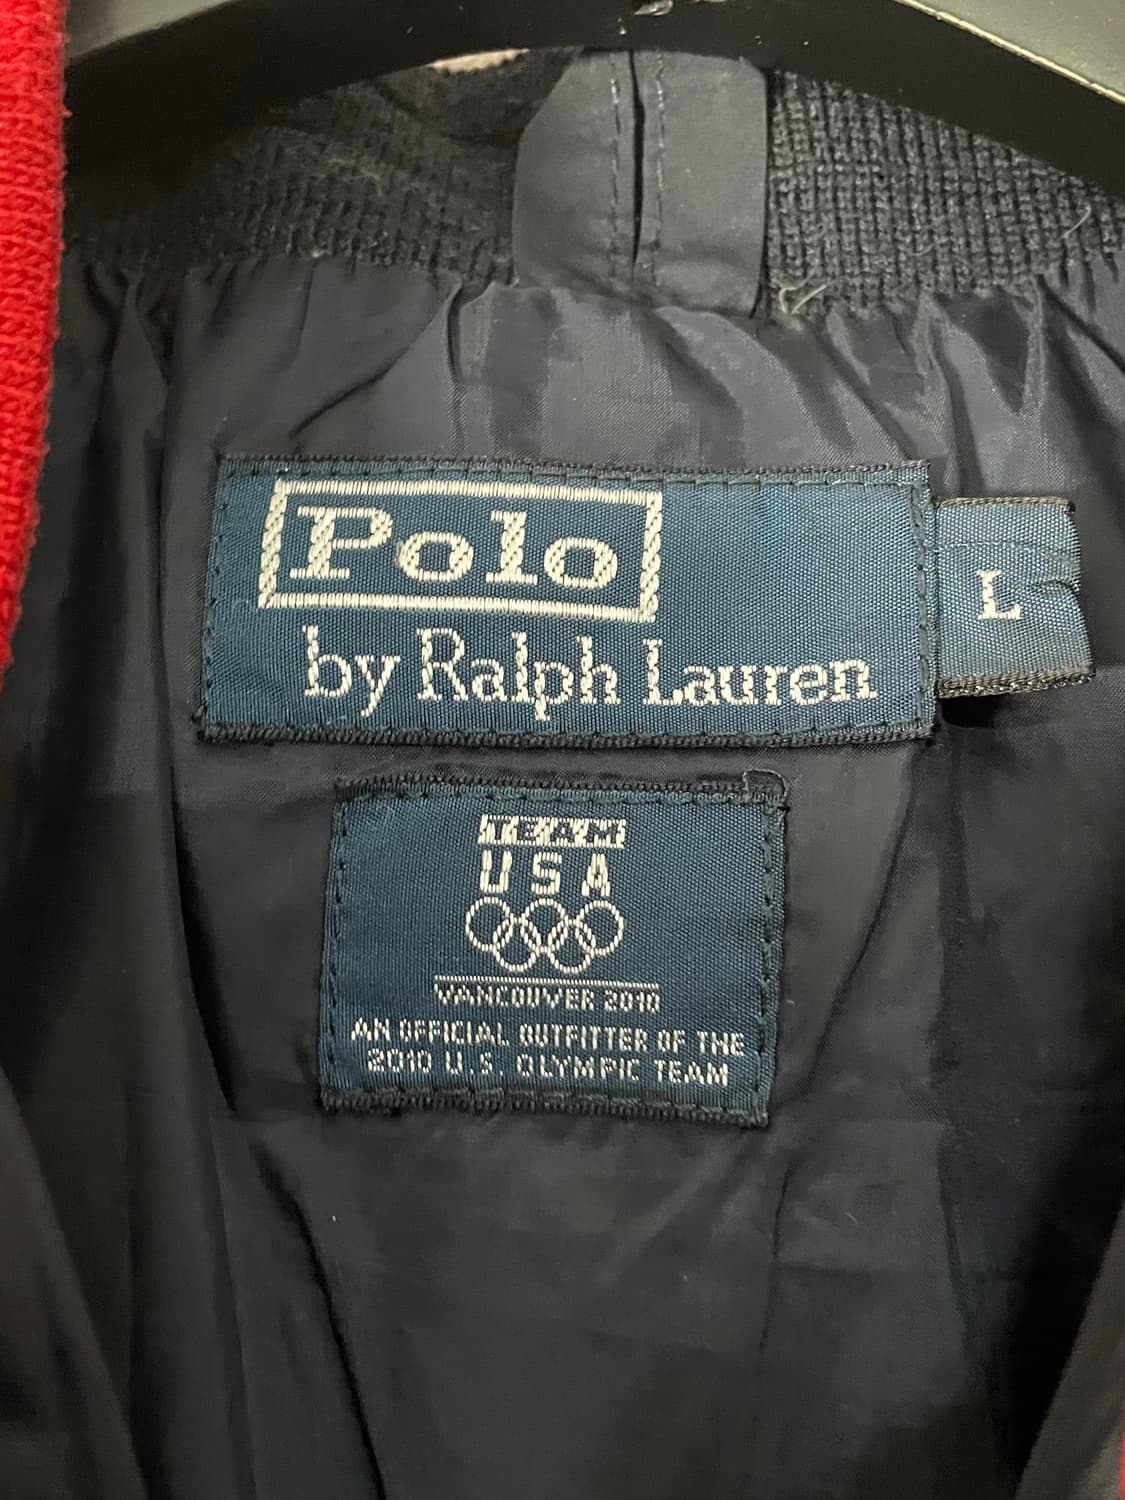 Polo
by Ralph Lauren
L
TEAM
USA
VANCOUVER 2010
AN OFFICIAL OUTFITTER OF THE
2010 U.S. OLYMPIC TEAM